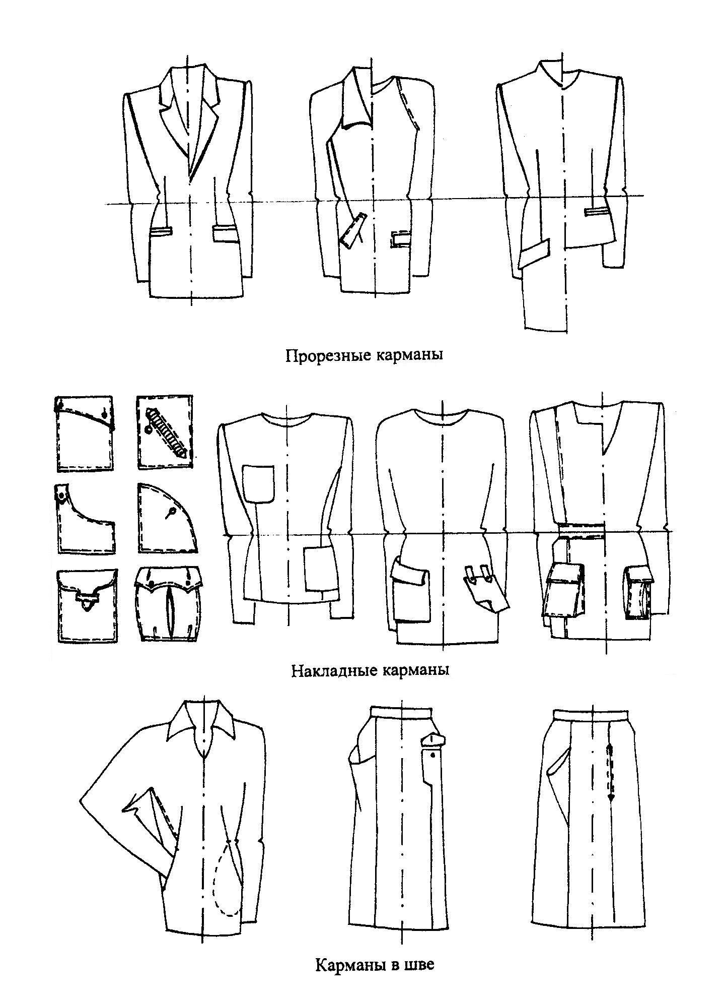 Прорезные карманы
Накладные карманы
Карманы в шве